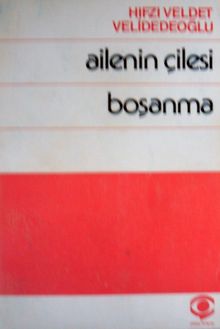 HIFZI VELDET
VELİDEDEOĞLU
ailenin çilesi
boşanma